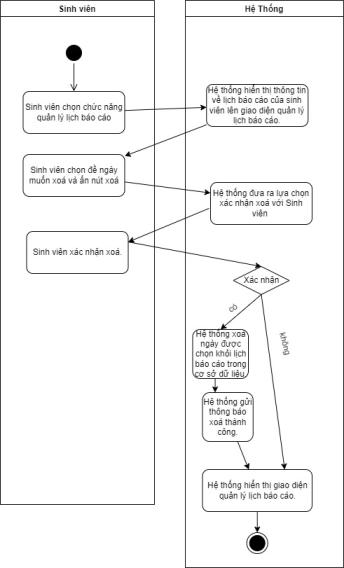 Sinh viên
Hệ Thống
Sinh viên chọn chức năng
quản lý lịch báo cáo
Hệ thống hiển thị thông tin
về lịch báo cáo của sinh
viên lên giao diện quản lý
lịch báo cáo.
Sinh viên chọn đề ngày
muốn xoá và ấn nút xoá
Hệ thống đưa ra lựa chọn
xác nhận xoá với Sinh
viên
Sinh viên xác nhận xoá.
Xác nhận
có
không
Hệ thống xoá
ngày được
chọn khỏi lịch
báo cáo trong
cơ sở dữ liệu.
Hệ thống gửi
thông báo
xoá thành
công.
Hệ thống hiển thị giao diện
quản lý lịch báo cáo.